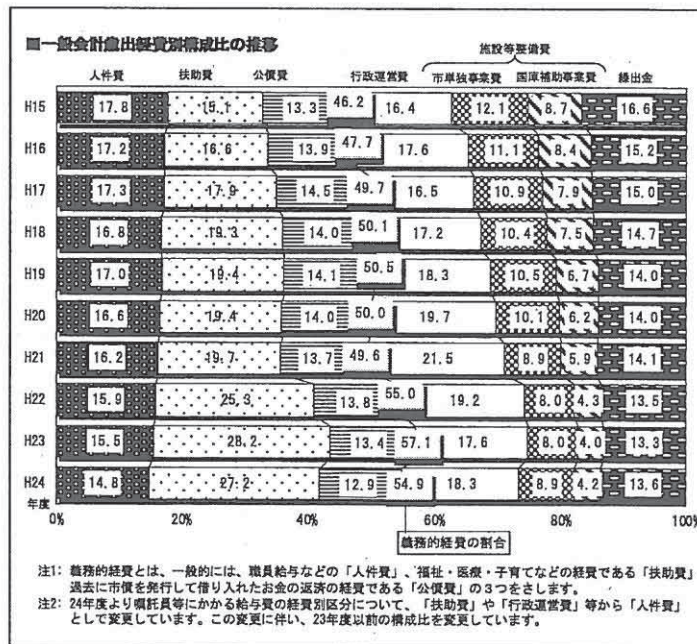 ■一般会計歳出経費別構成比の推移
施設等整備費
人件費 扶助費 公債費 行政運営費 市単独事業費 国庫補助事業費 繰出金
H15 17.8 15.1 13.3 46.2 16.4 12.1 8.7 16.6
H16 17.2 16.6 13.9 47.7 17.6 11.1 8.4 15.2
H17 17.3 17.9 14.5 49.7 16.5 10.9 7.9 15.0
H18 16.8 19.3 14.0 50.1 17.2 10.4 7.5 14.7
H19 17.0 19.4 14.1 50.5 18.3 10.5 5.7 14.0
H20 16.6 19.4 14.0 50.0 19.7 10.1 6.2 14.0
H21 16.2 19.7 13.7 49.6 21.5 8.9 5.9 14.1
H22 15.9 25.3 13.8 55.0 19.2 8.0 4.3 13.5
H23 15.5 28.2 13.4 57.1 17.6 8.0 4.0 13.3
H24 14.8 27.2 12.9 54.9 18.3 8.9 4.2 13.6
年度
0% 20% 40% 60% 80% 100%
義務的経費の割合
注1: 義務的経費とは、一般的には、職員給与などの「人件費」、福祉・医療・子育てなどの経費である「扶助費」
過去に市債を発行して借り入れたお金の返済の経費である「公債費」の3つをさします。
注2: 24年度より嘱託員等にかかる給与費の経費別区分について、「扶助費」や「行政運営費」等から「人件費」
として変更しています。この変更に伴い、23年度以前の構成比を変更しています。